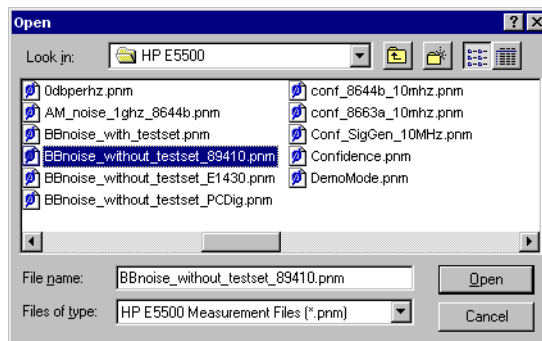 Open
Look in: HP E5500
0dbperhz.pnm
AM_noise_1ghz_8644b.pnm
BBnoise_with_testset.pnm
BBnoise_without_testset_89410.pnm
BBnoise_without_testset_E1430.pnm
BBnoise_without_testset_PCDig.pnm
conf_8644b_10mhz.pnm
conf_8663a_10mhz.pnm
Conf_SigGen_10MHz.pnm
Confidence.pnm
DemoMode.pnm
File name: BBnoise_without_testset_89410.pnm Open
Files of type: HP E5500 Measurement Files (*.pnm) Cancel